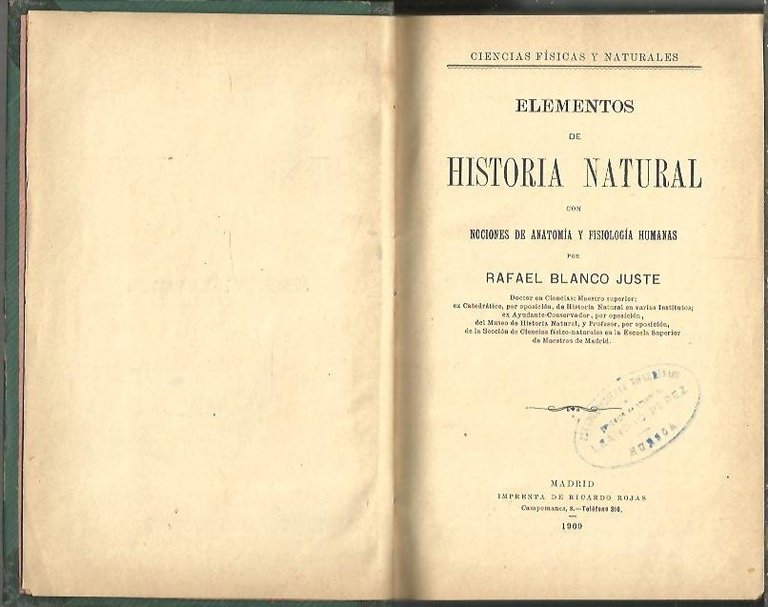 CIENCIAS FÍSICAS Y NATURALES
ELEMENTOS
DE
HISTORIA NATURAL
CON
NOCIONES DE ANATOMÍA Y FISIOLOGÍA HUMANAS
POR
RAFAEL BLANCO JUSTE
Doctor en Ciencias; Maestro superior;
ex Catedrático, por oposición, de Historia Natural en varios Institutos;
ex Ayudante-Conservador, por oposición,
del Museo de Historia Natural, y Profesor, por oposición,
de la Sección de Ciencias físico-naturales en la Escuela Superior
de Maestros de Madrid.
PEREZ
HUESCA
MADRID
IMPRENTA DE RICARDO ROJAS
Campomanes, 8.—Teléfono 316.
1909